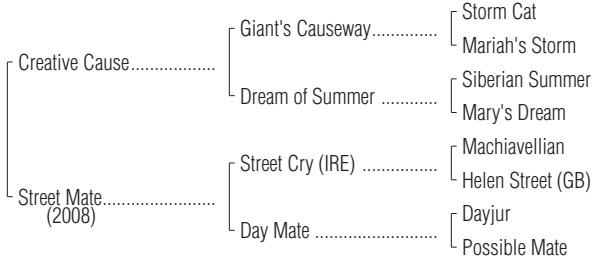 Storm Cat
Giant's Causeway..............
Mariah's Storm
Creative Cause..................
Siberian Summer
Dream of Summer ............
Mary's Dream
Machiavellian
Street Cry (IRE) ................
Helen Street (GB)
Street Mate........................
(2008)
Dayjur
Day Mate ..........................
Possible Mate